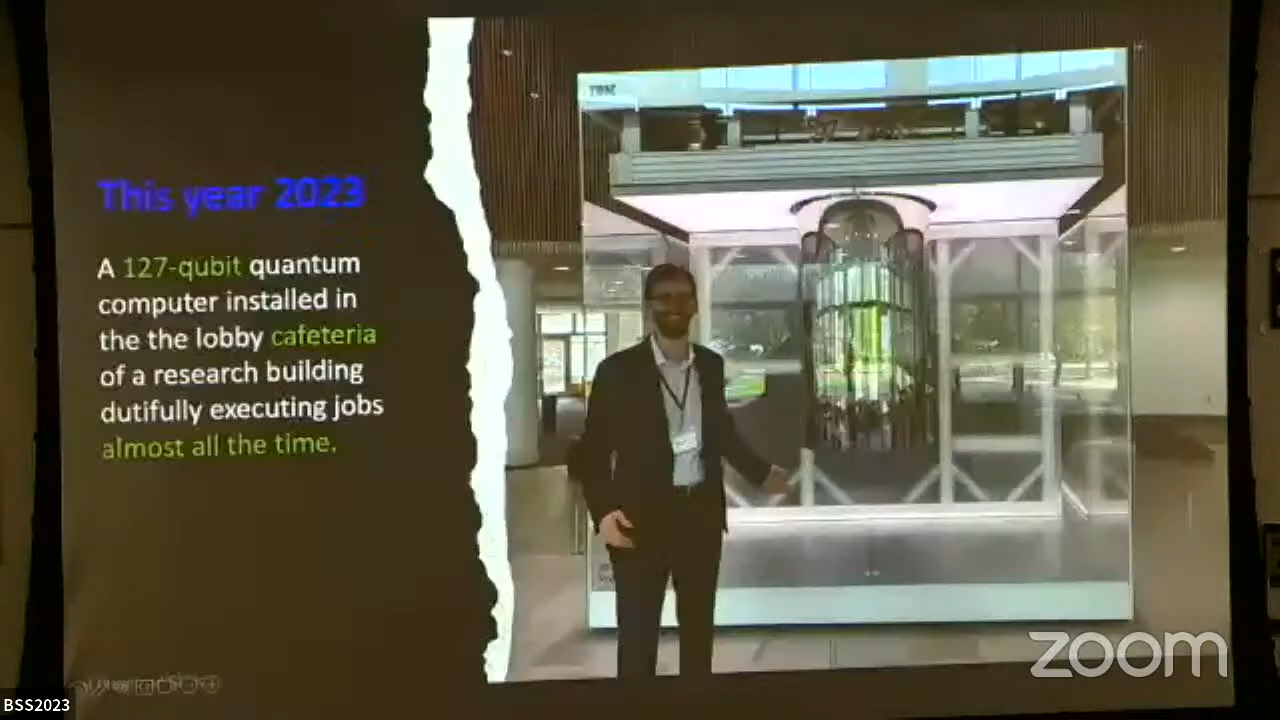 This year 2023
A 127-qubit quantum
computer installed in
the the lobby cafeteria
of a research building
dutifully executing jobs
almost all the time.
IBM
zoom
BSS2023